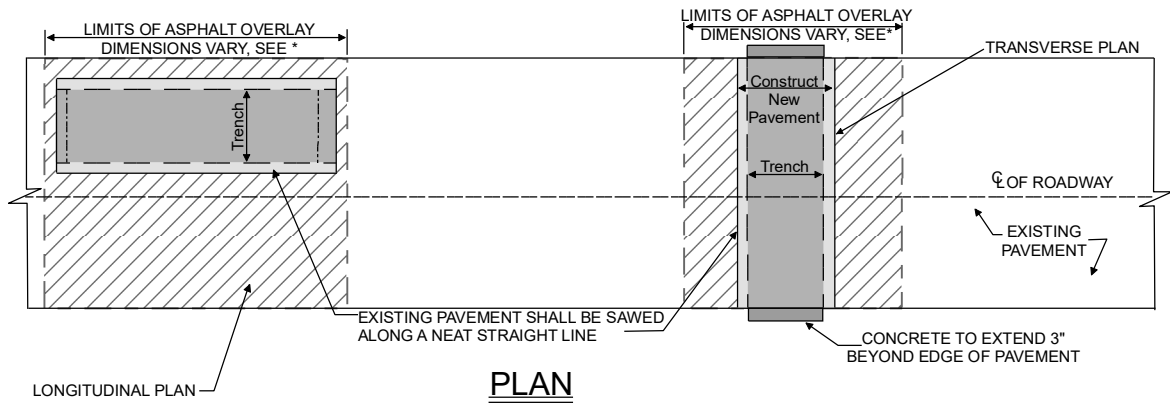 LIMITS OF ASPHALT OVERLAY
DIMENSIONS VARY, SEE *
LIMITS OF ASPHALT OVERLAY
DIMENSIONS VARY, SEE*
TRANSVERSE PLAN
Construct
New
Pavement
Trench
Trench
℄ OF ROADWAY
EXISTING
PAVEMENT
EXISTING PAVEMENT SHALL BE SAWED
ALONG A NEAT STRAIGHT LINE
CONCRETE TO EXTEND 3"
BEYOND EDGE OF PAVEMENT
LONGITUDINAL PLAN
PLAN